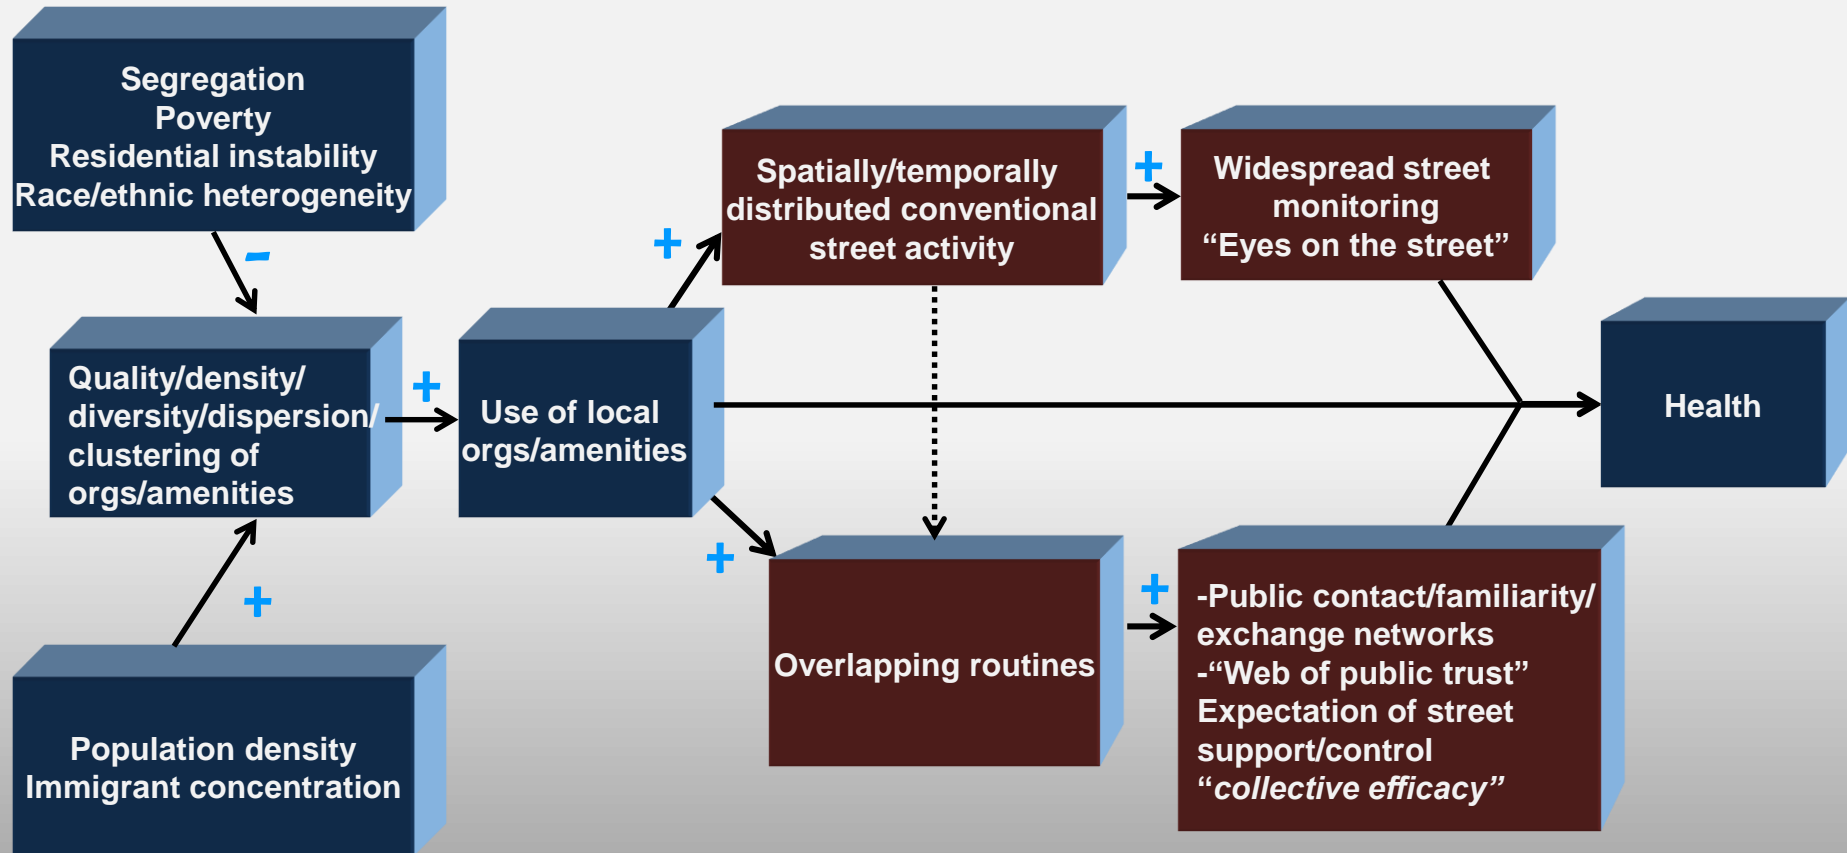 Segregation
Poverty
Residential instability
Race/ethnic heterogeneity
-
Quality/density/
diversity/dispersion/
clustering of
orgs/amenities
+
Population density
Immigrant concentration
+
Use of local
orgs/amenities
+
Spatially/temporally
distributed conventional
street activity
+
Widespread street
monitoring
“Eyes on the street”
+
Overlapping routines
+
-Public contact/familiarity/
exchange networks
-“Web of public trust”
Expectation of street
support/control
“collective efficacy”
Health